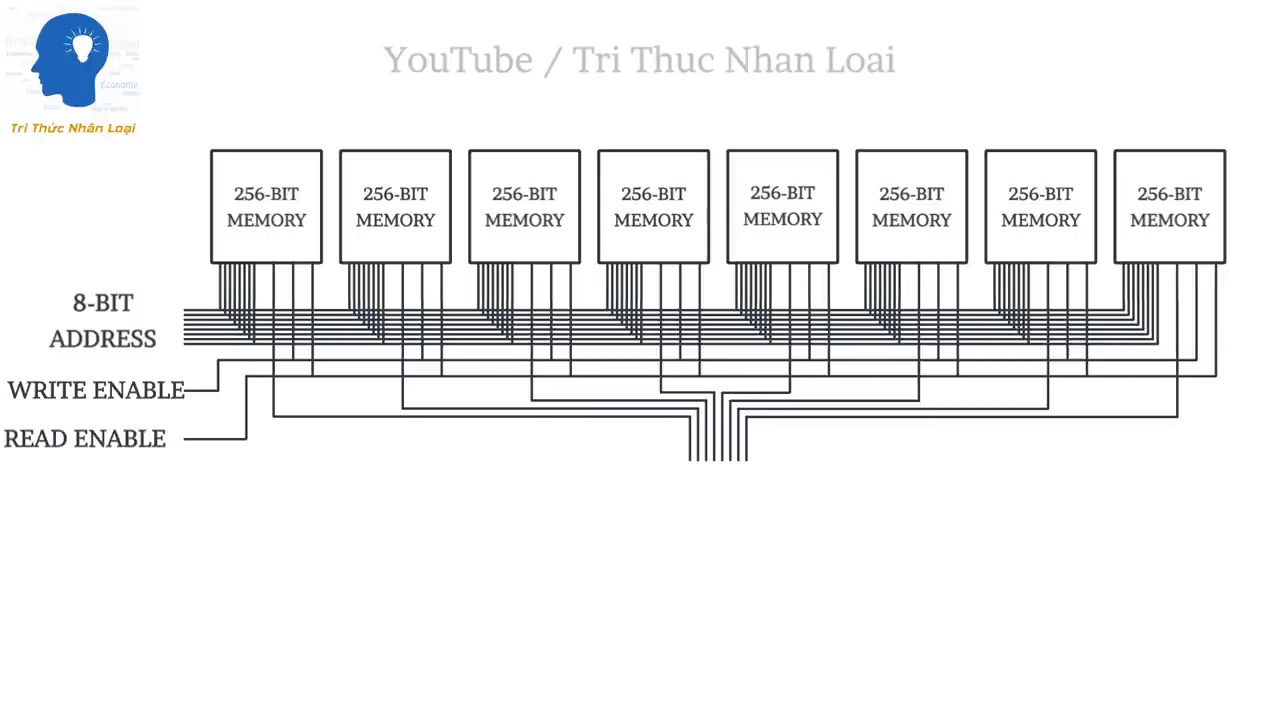 YouTube / Tri Thuc Nhan Loai
Economy
Tri Thức Nhân Loại
256-BIT
MEMORY
256-BIT
MEMORY
256-BIT
MEMORY
256-BIT
MEMORY
256-BIT
MEMORY
256-BIT
MEMORY
256-BIT
MEMORY
256-BIT
MEMORY
8-BIT
ADDRESS
WRITE ENABLE
READ ENABLE